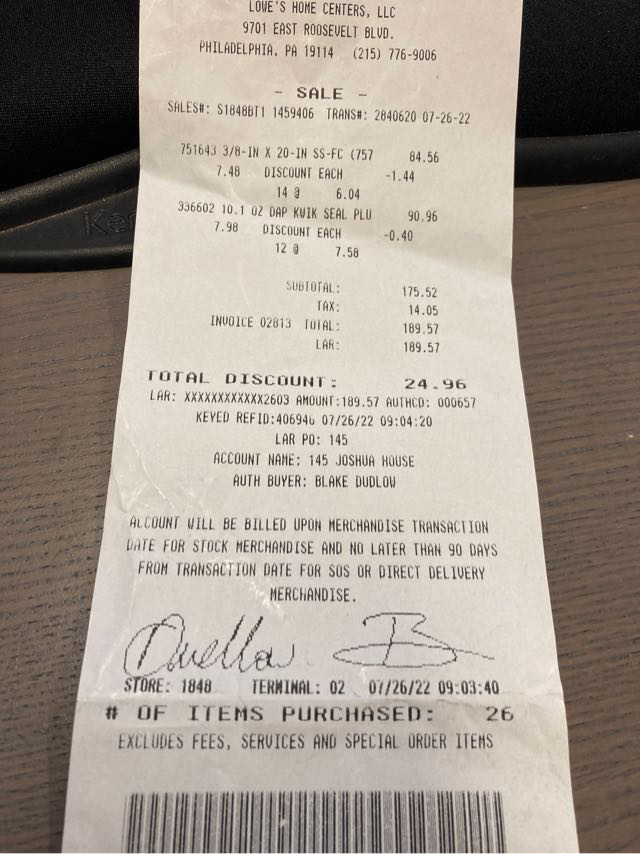 LOWE'S HOME CENTERS, LLC
9701 EAST ROOSEVELT BLVD.
PHILADELPHIA, PA 19114 (215) 776-9006
- SALE -
SALES#: S1848BT1 1459406 TRANS#: 2840620 07-26-22
751643 3/8-IN X 20-IN SS-FC (757 84.56
7.48 DISCOUNT EACH -1.44
14 @ 6.04
336602 10.1 OZ DAP KWIK SEAL PLU 90.96
7.98 DISCOUNT EACH -0.40
12 @ 7.58
SUBTOTAL: 175.52
TAX: 14.05
INVOICE 02813 TOTAL: 189.57
LAR: 189.57
TOTAL DISCOUNT: 24.96
LAR: XXXXXXXXXXXX2603 AMOUNT:189.57 AUTHCD: 000657
KEYED REFID:406946 07/26/22 09:04:20
LAR PO: 145
ACCOUNT NAME: 145 JOSHUA HOUSE
AUTH BUYER: BLAKE DUDLOW
ACCOUNT WILL BE BILLED UPON MERCHANDISE TRANSACTION
DATE FOR STOCK MERCHANDISE AND NO LATER THAN 90 DAYS
FROM TRANSACTION DATE FOR SOS OR DIRECT DELIVERY
MERCHANDISE.
STORE: 1848 TERMINAL: 02 07/26/22 09:03:40
# OF ITEMS PURCHASED: 26
EXCLUDES FEES, SERVICES AND SPECIAL ORDER ITEMS